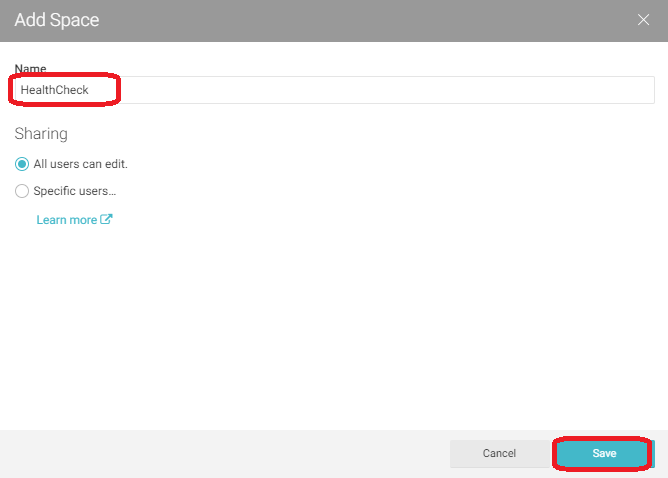 Add Space
Name
HealthCheck
Sharing
All users can edit.
Specific users...
Learn more
Cancel
Save